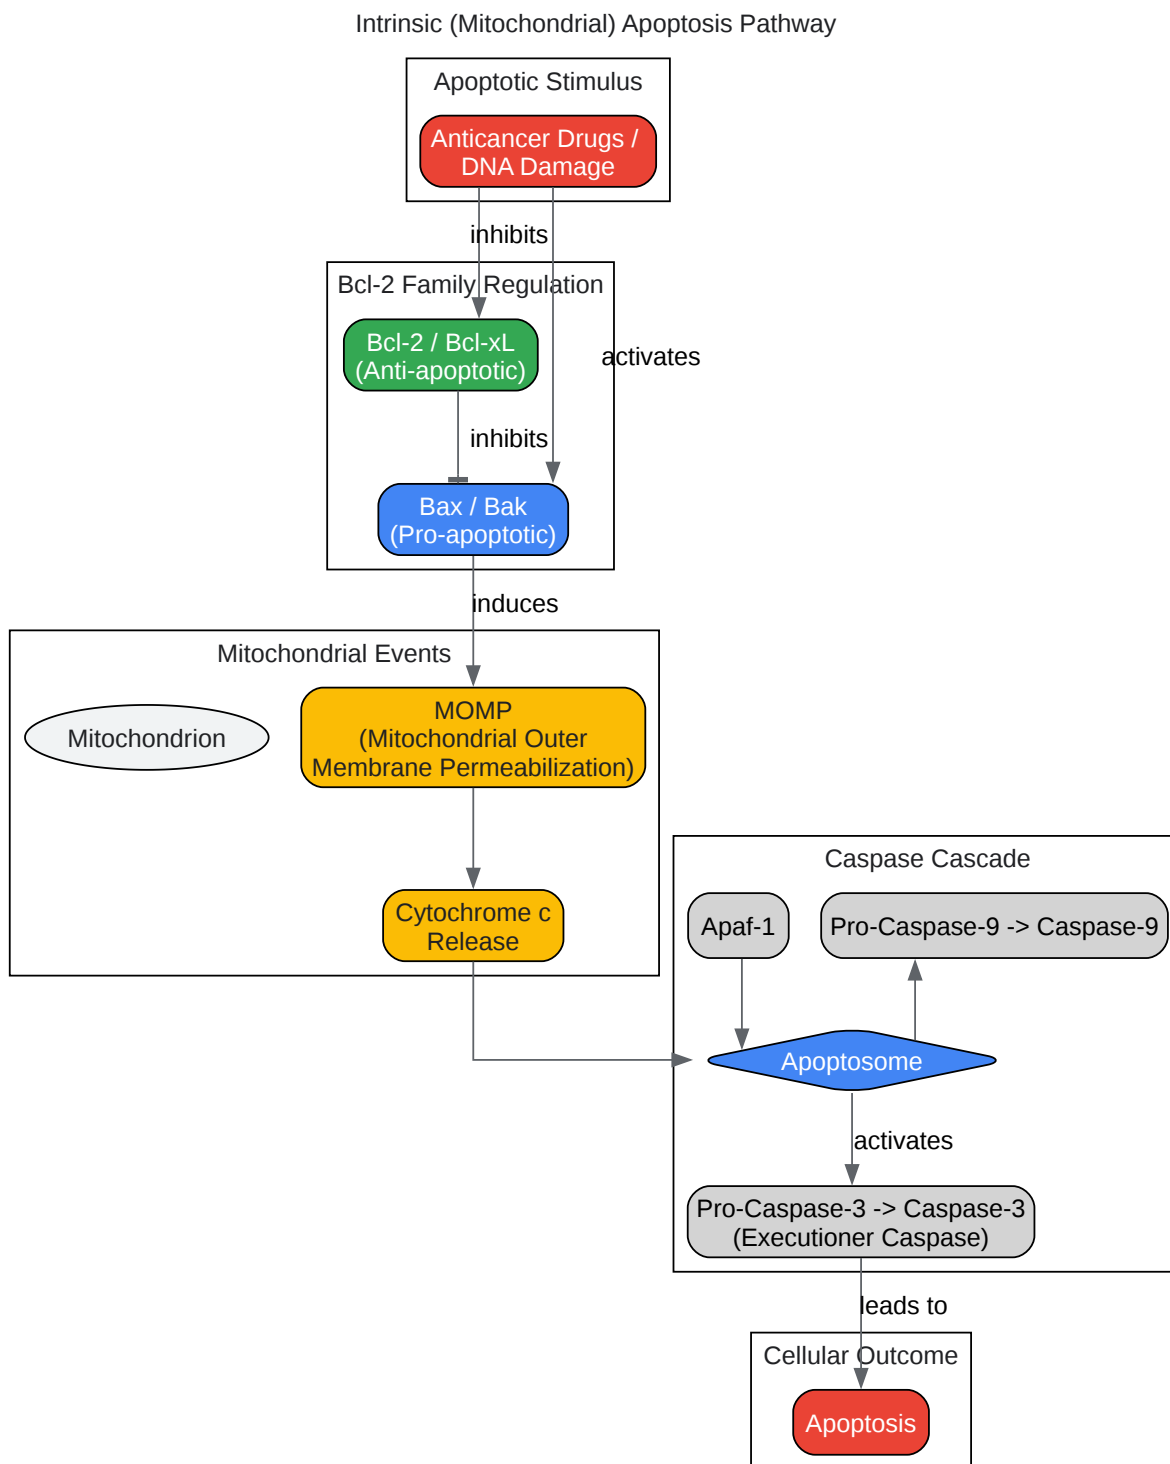 Intrinsic (Mitochondrial) Apoptosis Pathway
Apoptotic Stimulus
Anticancer Drugs /
DNA Damage
inhibits
Bcl-2 Family Regulation
Bcl-2 / Bcl-xL
(Anti-apoptotic)
activates
inhibits
Bax / Bak
(Pro-apoptotic)
induces
Mitochondrial Events
Mitochondrion
MOMP
(Mitochondrial Outer
Membrane Permeabilization)
Cytochrome c
Release
Caspase Cascade
Apaf-1
Pro-Caspase-9 -> Caspase-9
Apoptosome
activates
Pro-Caspase-3 -> Caspase-3
(Executioner Caspase)
leads to
Cellular Outcome
Apoptosis